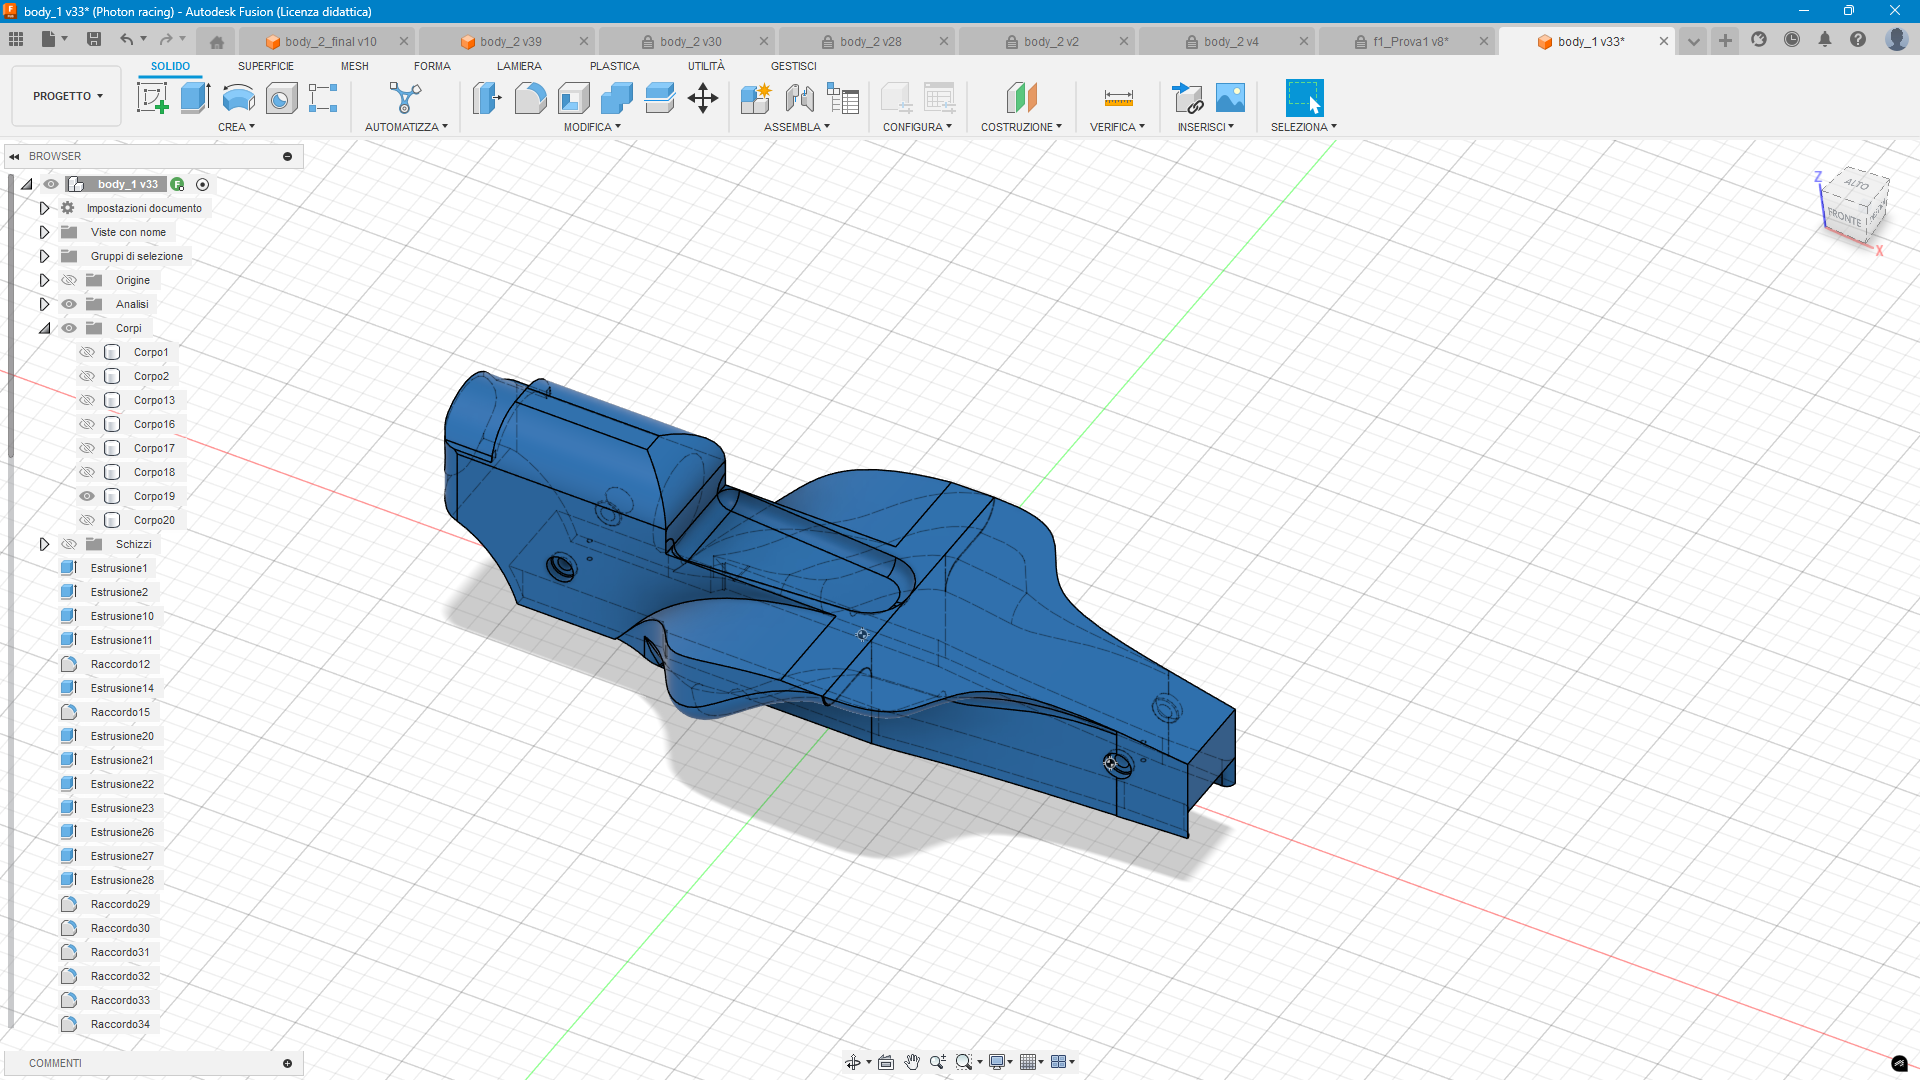 body_1 v33* (Photon racing) - Autodesk Fusion (Licenza didattica)
body_2_final v10
body_2 v39
body_2 v30
body_2 v28
body_2 v2
body_2 v4
f1_Prova1 v8*
body_1 v33*
PROGETTO
SOLIDO
SUPERFICIE
MESH
FORMA
LAMIERA
PLASTICA
UTILITÀ
GESTISCI
CREA
AUTOMATIZZA
MODIFICA
ASSEMBLA
CONFIGURA
COSTRUZIONE
VERIFICA
INSERISCI
SELEZIONA
BROWSER
body_1 v33
Impostazioni documento
Viste con nome
Gruppi di selezione
Origine
Analisi
Corpi
Corpo1
Corpo2
Corpo13
Corpo16
Corpo17
Corpo18
Corpo19
Corpo20
Schizzi
Estrusione1
Estrusione2
Estrusione10
Estrusione11
Raccordo12
Estrusione14
Raccordo15
Estrusione20
Estrusione21
Estrusione22
Estrusione23
Estrusione26
Estrusione27
Estrusione28
Raccordo29
Raccordo30
Raccordo31
Raccordo32
Raccordo33
Raccordo34
COMMENTI
Z
ALTO
FRONTE
X